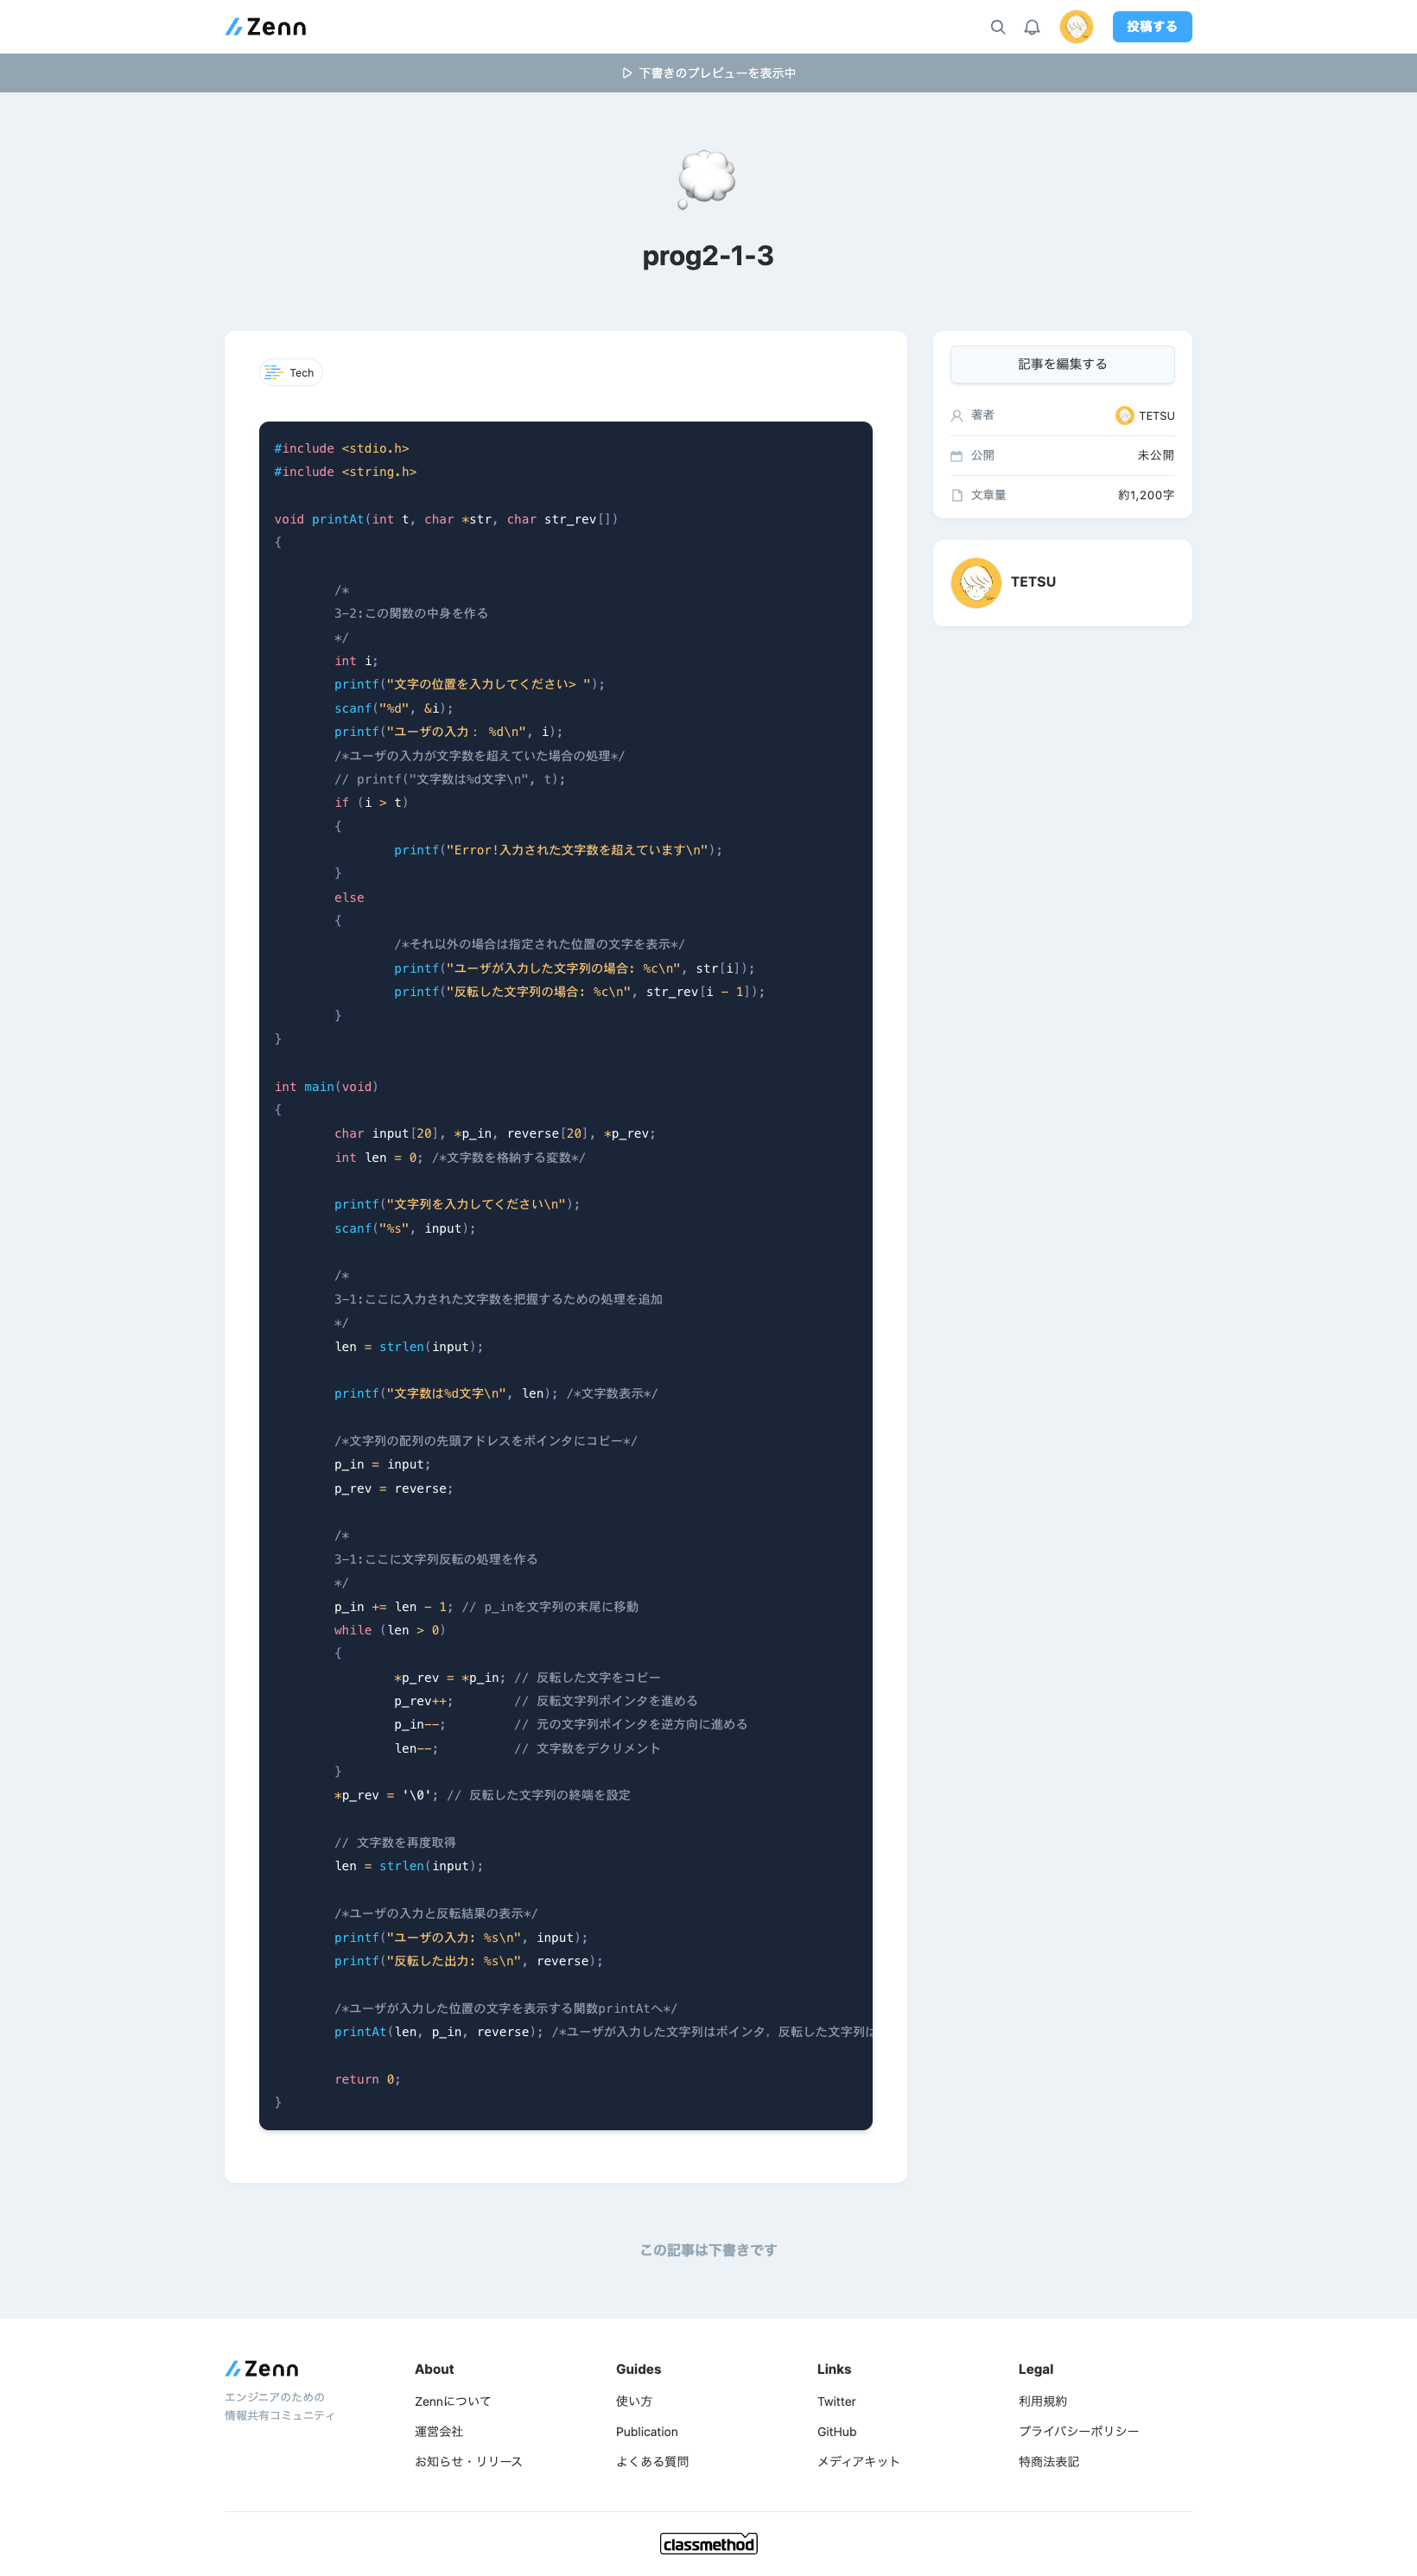 Zenn
投稿する
下書きのプレビューを表示中
prog2-1-3
Tech
#include <stdio.h>
#include <string.h>
void printAt(int t, char *str, char str_rev[])
{
/*
3-2:この関数の中身を作る
*/
int i;
printf("文字の位置を入力してください> ");
scanf("%d", &i);
printf("ユーザの入力： %d\n", i);
/*ユーザの入力が文字数を超えていた場合の処理*/
// printf("文字数は%d文字\n", t);
if (i > t)
{
printf("Error!入力された文字数を超えています\n");
}
else
{
/*それ以外の場合は指定された位置の文字を表示*/
printf("ユーザが入力した文字列の場合: %c\n", str[i]);
printf("反転した文字列の場合: %c\n", str_rev[i - 1]);
}
}
int main(void)
{
char input[20], *p_in, reverse[20], *p_rev;
int len = 0; /*文字数を格納する変数*/
printf("文字列を入力してください\n");
scanf("%s", input);
/*
3-1:ここに入力された文字数を把握するための処理を追加
*/
len = strlen(input);
printf("文字数は%d文字\n", len); /*文字数表示*/
/*文字列の配列の先頭アドレスをポインタにコピー*/
p_in = input;
p_rev = reverse;
/*
3-1:ここに文字列反転の処理を作る
*/
p_in += len - 1; // p_inを文字列の末尾に移動
while (len > 0)
{
*p_rev = *p_in; // 反転した文字をコピー
p_rev++;        // 反転文字列ポインタを進める
p_in--;         // 元の文字列ポインタを逆方向に進める
len--;          // 文字数をデクリメント
}
*p_rev = '\0'; // 反転した文字列の終端を設定
// 文字数を再度取得
len = strlen(input);
/*ユーザの入力と反転結果の表示*/
printf("ユーザの入力: %s\n", input);
printf("反転した出力: %s\n", reverse);
/*ユーザが入力した位置の文字を表示する関数printAtへ*/
printAt(len, p_in, reverse); /*ユーザが入力した文字列はポインタ，反転した文字列は
return 0;
}
記事を編集する
著者 TETSU
公開 未公開
文章量 約1,200字
TETSU
この記事は下書きです
Zenn
エンジニアのための
情報共有コミュニティ
About
Zennについて
運営会社
お知らせ・リリース
Guides
使い方
Publication
よくある質問
Links
Twitter
GitHub
メディアキット
Legal
利用規約
プライバシーポリシー
特商法表記
classmethod